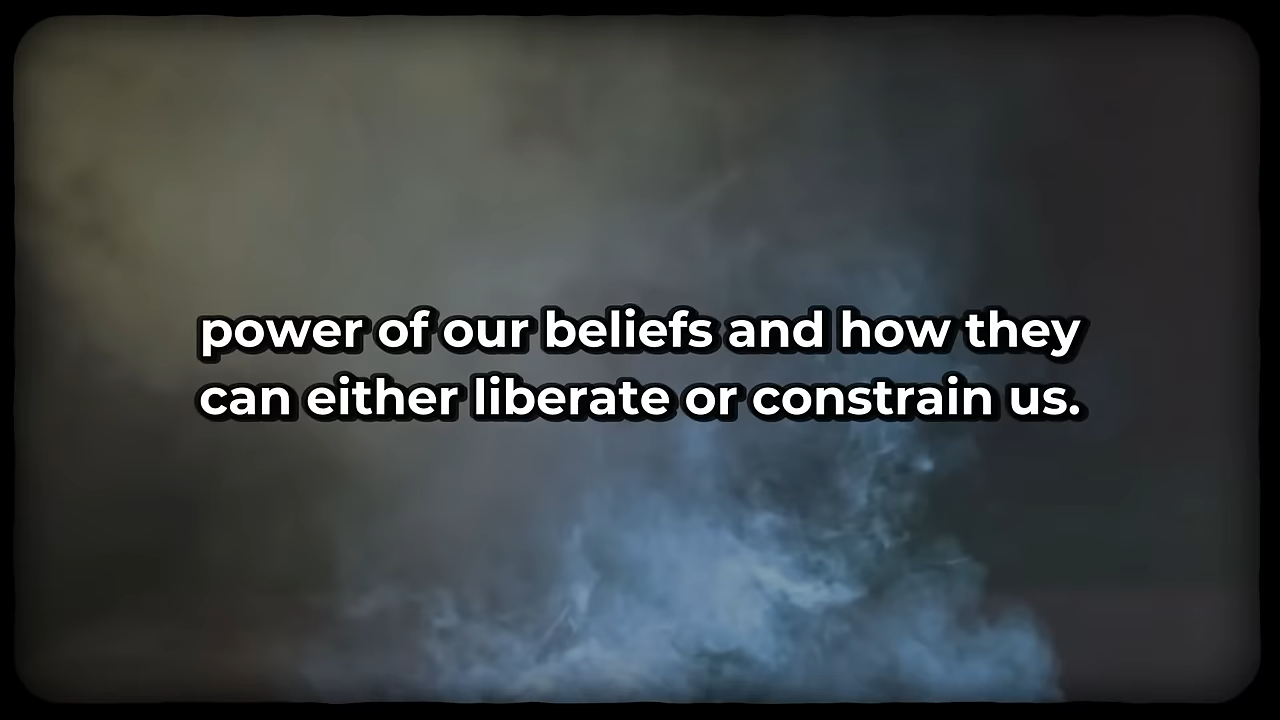 power of our beliefs and how they
can either liberate or constrain us.